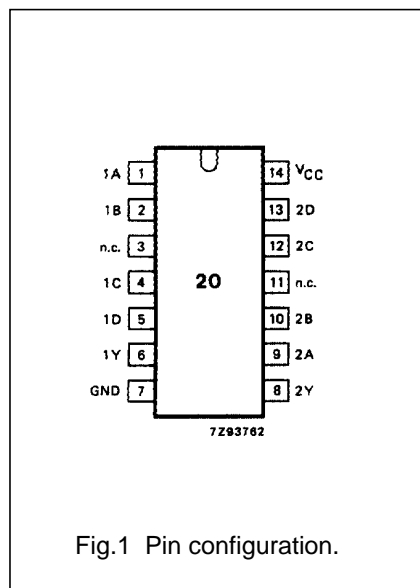 1A 1 14 VCC
1B 2 13 2D
n.c. 3 12 2C
1C 4 20 11 n.c.
1D 5 10 2B
1Y 6 9 2A
GND 7 8 2Y
7Z93762
Fig.1 Pin configuration.